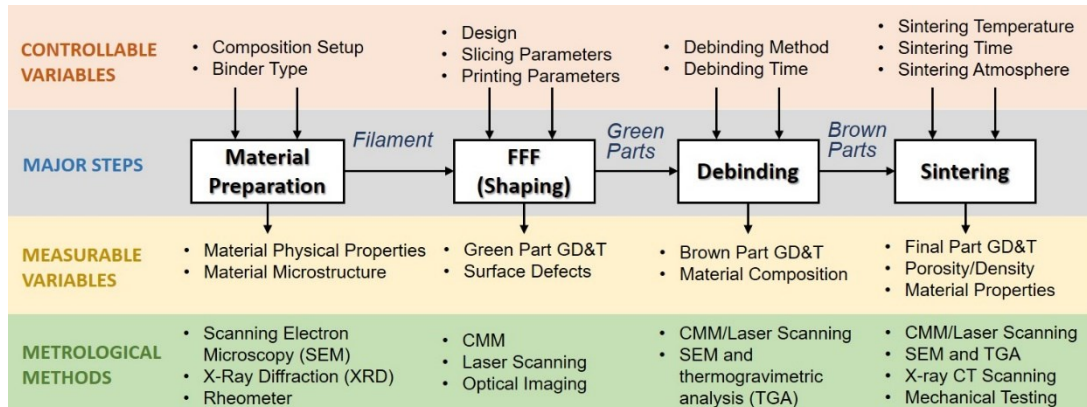 CONTROLLABLE
VARIABLES
• Composition Setup
• Binder Type
• Design
• Slicing Parameters
• Printing Parameters
• Debinding Method
• Debinding Time
• Sintering Temperature
• Sintering Time
• Sintering Atmosphere
MAJOR STEPS
Material
Preparation
Filament
FFF
(Shaping)
Green
Parts
Debinding
Brown
Parts
Sintering
MEASURABLE
VARIABLES
• Material Physical Properties
• Material Microstructure
• Green Part GD&T
• Surface Defects
• Brown Part GD&T
• Material Composition
• Final Part GD&T
• Porosity/Density
• Material Properties
METROLOGICAL
METHODS
• Scanning Electron
Microscopy (SEM)
• X-Ray Diffraction (XRD)
• Rheometer
• CMM
• Laser Scanning
• Optical Imaging
• CMM/Laser Scanning
• SEM and
thermogravimetric
analysis (TGA)
• CMM/Laser Scanning
• SEM and TGA
• X-ray CT Scanning
• Mechanical Testing